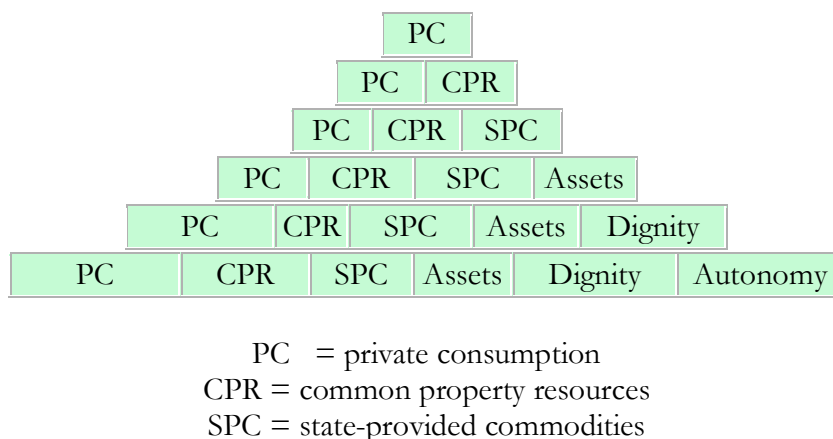 PC
PC CPR
PC CPR SPC
PC CPR SPC Assets
PC CPR SPC Assets Dignity
PC CPR SPC Assets Dignity Autonomy
PC = private consumption
CPR = common property resources
SPC = state-provided commodities